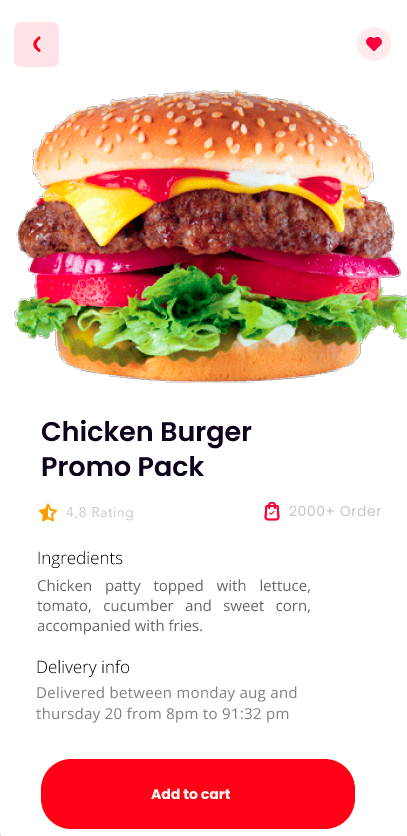 Chicken Burger
Promo Pack
4,8 Rating
2000+ Order
Ingredients
Chicken patty topped with lettuce,
tomato, cucumber and sweet corn,
accompanied with fries.
Delivery info
Delivered between monday aug and
thursday 20 from 8pm to 91:32 pm
Add to cart